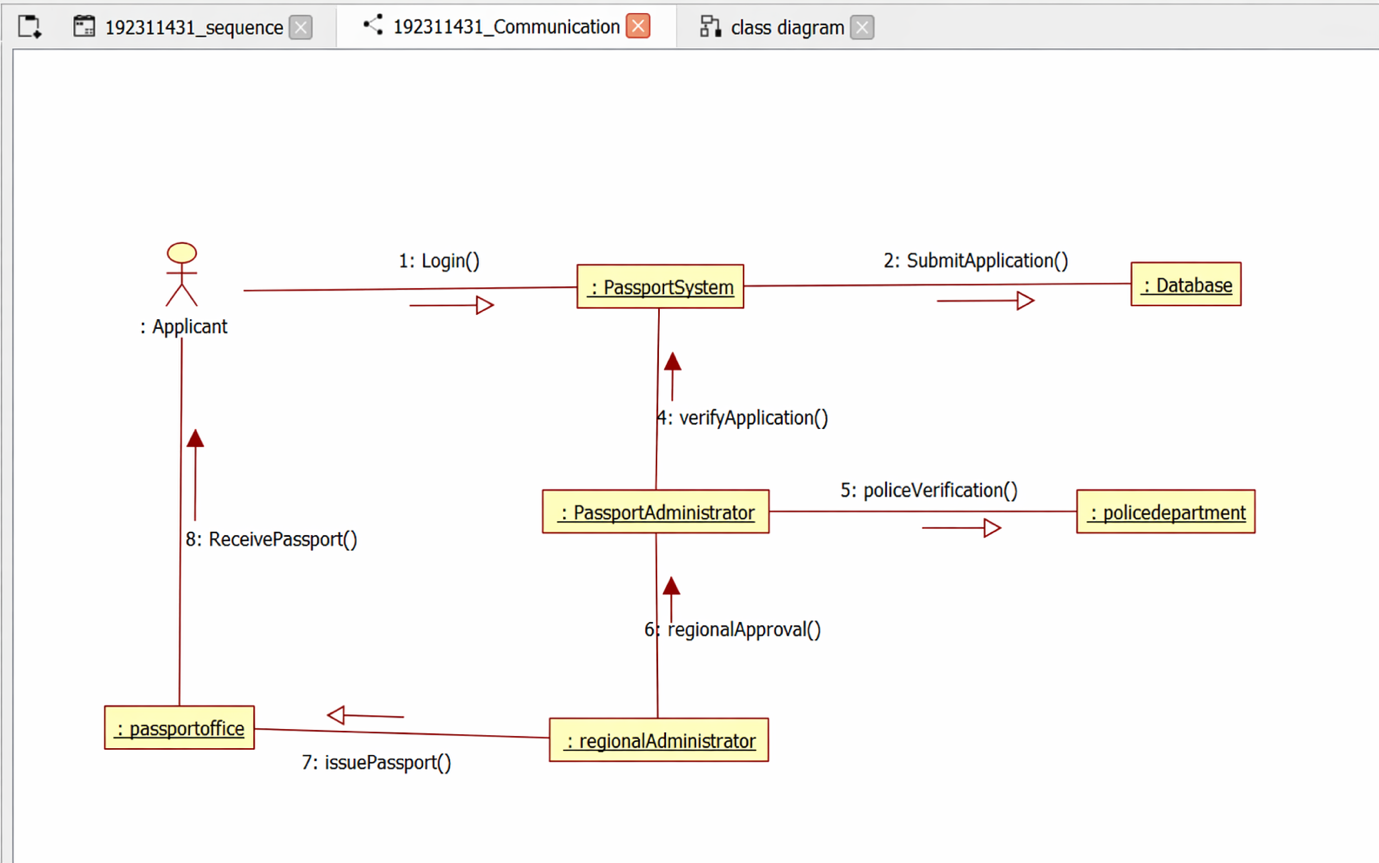 192311431_sequence
192311431_Communication
class diagram
1: Login()
2: SubmitApplication()
: PassportSystem
: Database
: Applicant
4: verifyApplication()
5: policeVerification()
: PassportAdministrator
: policedepartment
8: ReceivePassport()
6: regionalApproval()
: passportoffice
: regionalAdministrator
7: issuePassport()